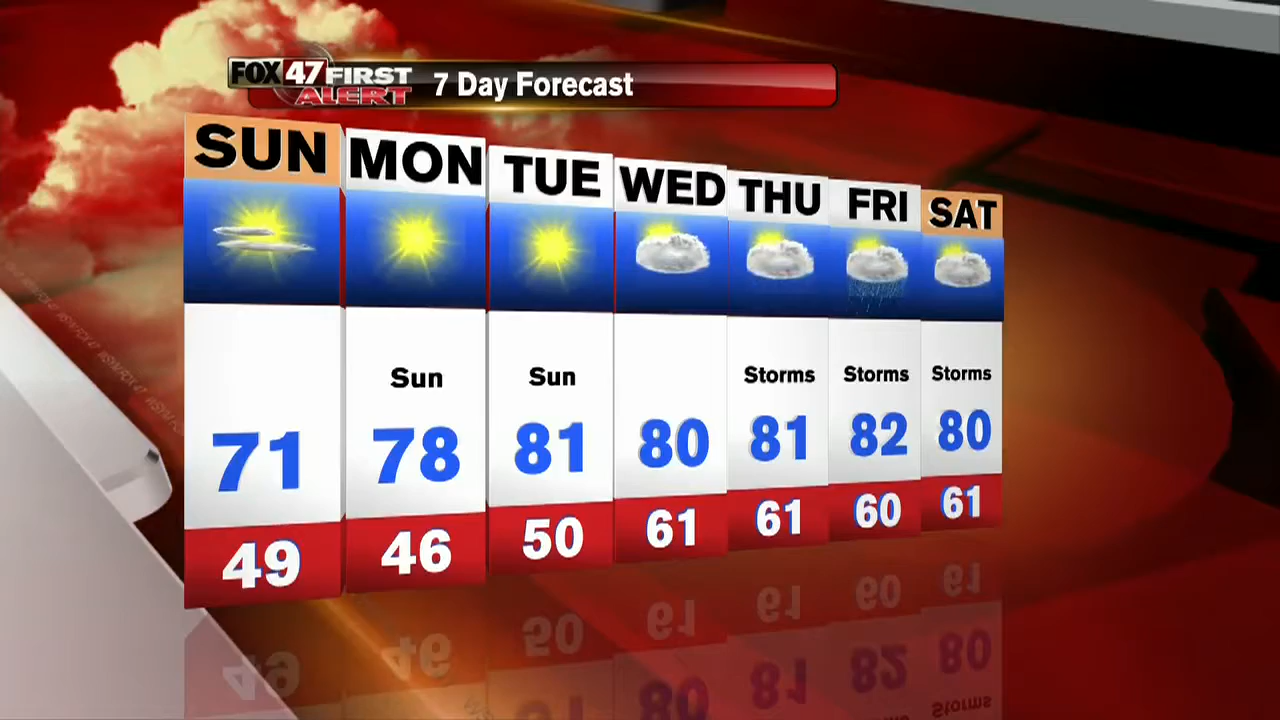 FOX 47 FIRST
ALERT
7 Day Forecast
SUN MON TUE WED THU FRI SAT
Sun Sun Storms Storms Storms
71 78 81 80 81 82 80
49 46 50 61 61 60 61